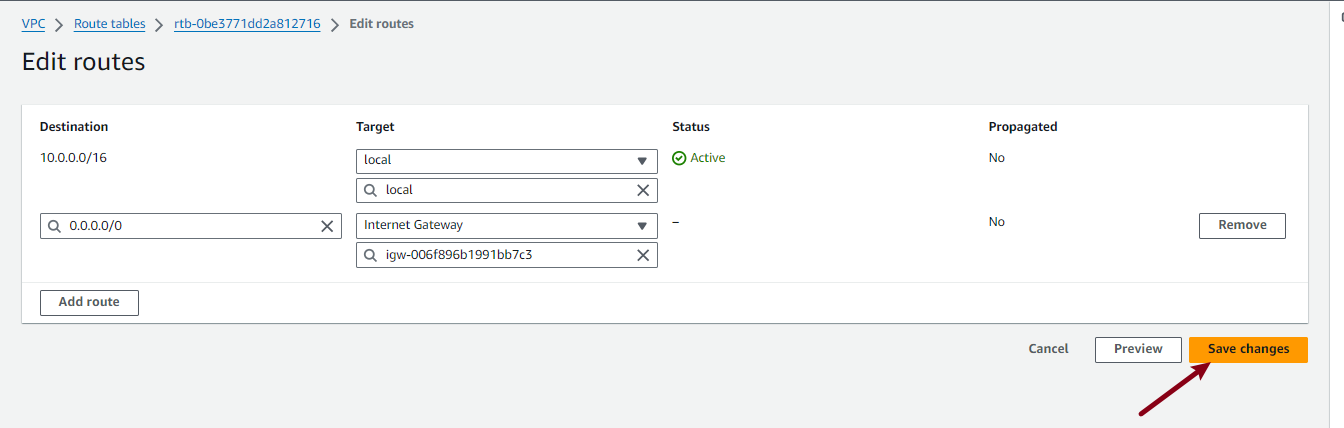 VPC > Route tables > rtb-0be3771dd2a812716 > Edit routes
Edit routes
Destination Target Status Propagated
10.0.0.0/16 local Active No
local
0.0.0.0/0 Internet Gateway – No Remove
igw-006f896b1991bb7c3
Add route
Cancel Preview Save changes